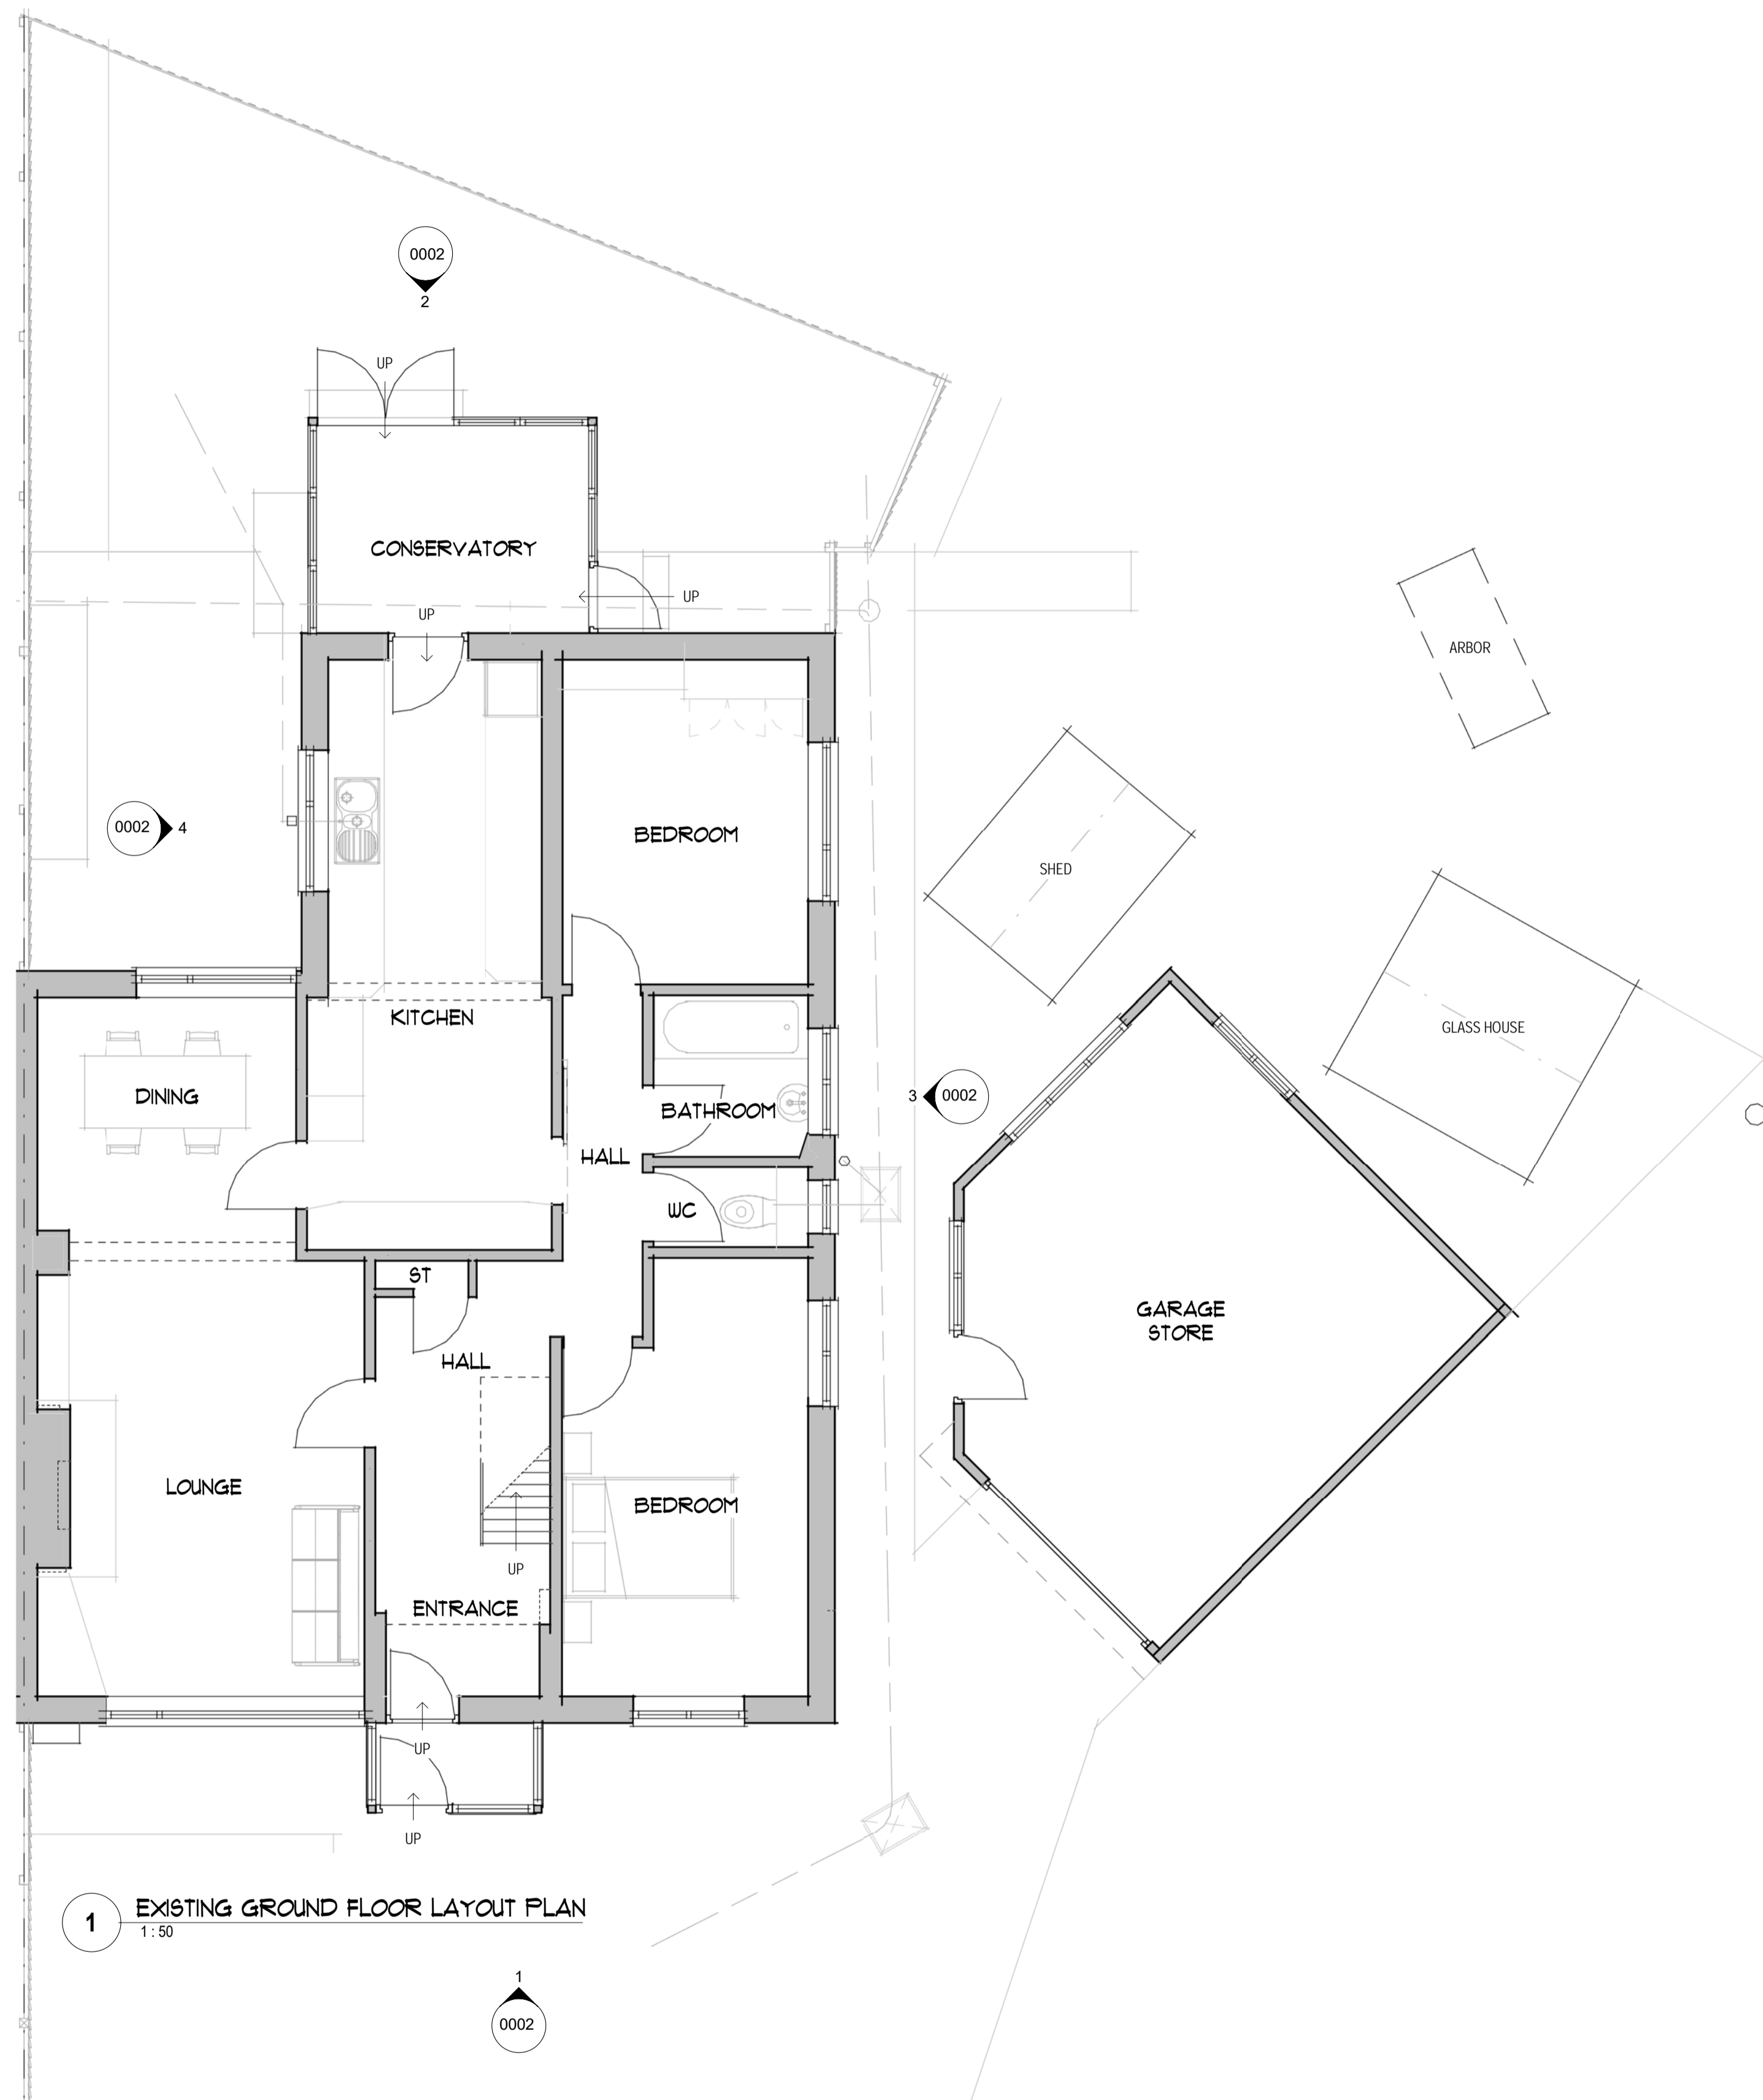 0002
2
UP
CONSERVATORY
UP
UP
ARBOR
0002
4
BEDROOM
SHED
KITCHEN
GLASS HOUSE
DINING
3
0002
BATHROOM
HALL
WC
ST
GARAGE
STORE
HALL
LOUNGE
BEDROOM
UP
ENTRANCE
UP
UP
1
EXISTING GROUND FLOOR LAYOUT PLAN
1 : 50
1
0002